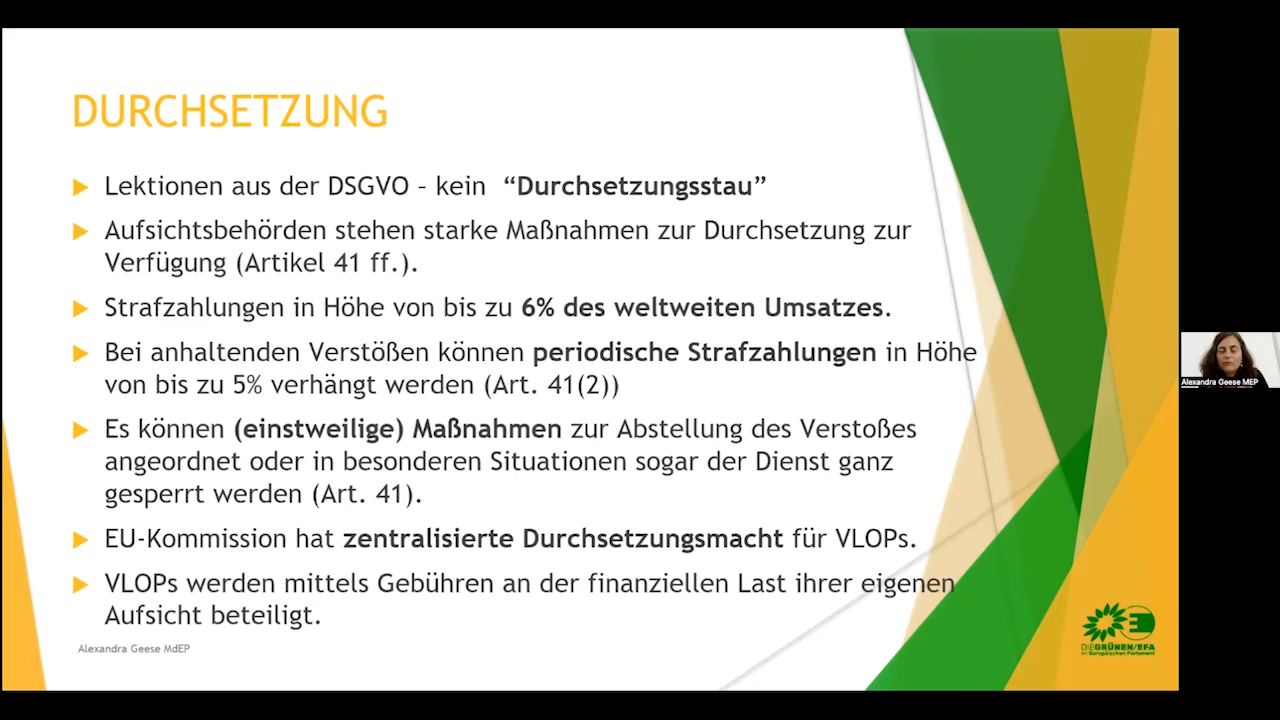 DURCHSETZUNG
Lektionen aus der DSGVO – kein “Durchsetzungsstau”
Aufsichtsbehörden stehen starke Maßnahmen zur Durchsetzung zur
Verfügung (Artikel 41 ff.).
Strafzahlungen in Höhe von bis zu 6% des weltweiten Umsatzes.
Bei anhaltenden Verstößen können periodische Strafzahlungen in Höhe
von bis zu 5% verhängt werden (Art. 41(2))
Es können (einstweilige) Maßnahmen zur Abstellung des Verstoßes
angeordnet oder in besonderen Situationen sogar der Dienst ganz
gesperrt werden (Art. 41).
EU-Kommission hat zentralisierte Durchsetzungsmacht für VLOPs.
VLOPs werden mittels Gebühren an der finanziellen Last ihrer eigenen
Aufsicht beteiligt.
Alexandra Geese MdEP
DIEGRÜNEN/EFA
im Europäischen Parlament
Alexandra Geese MEP